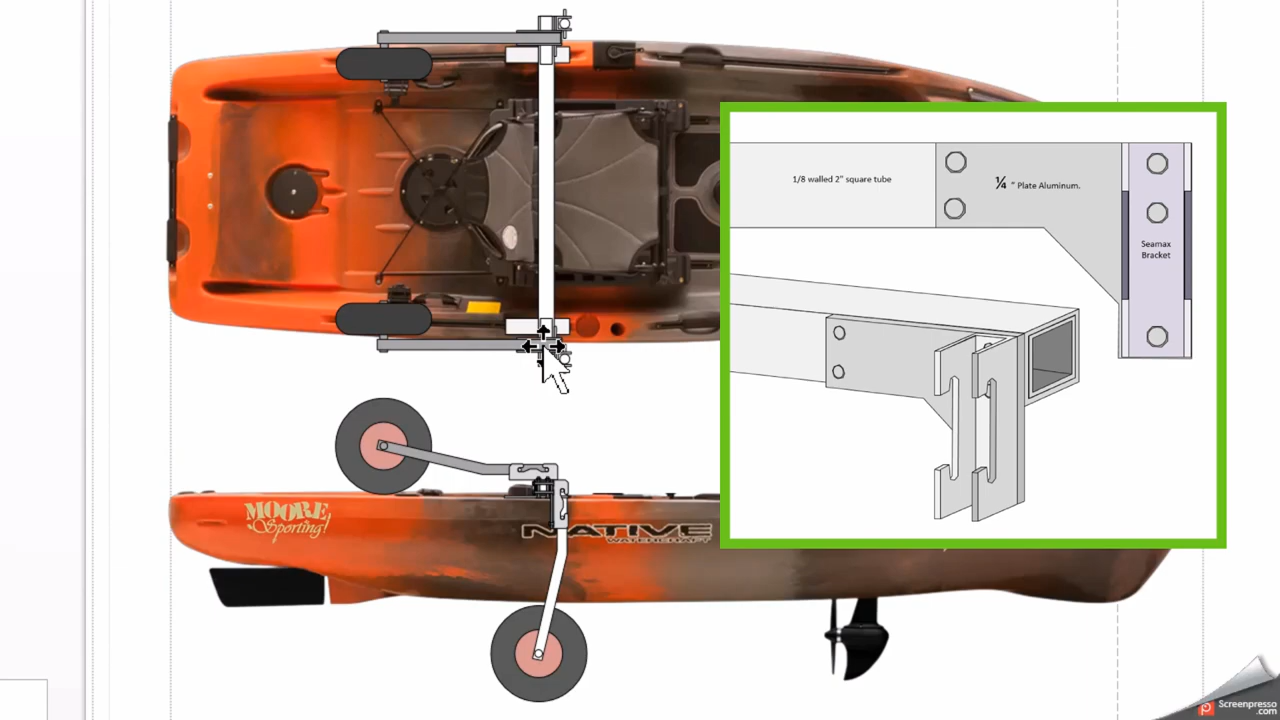 1/8 walled 2" square tube
¼ " Plate Aluminum.
Seamax
Bracket
MOORE
Sporting!
NATIVE
WATERCRAFT
Screenpresso
.com